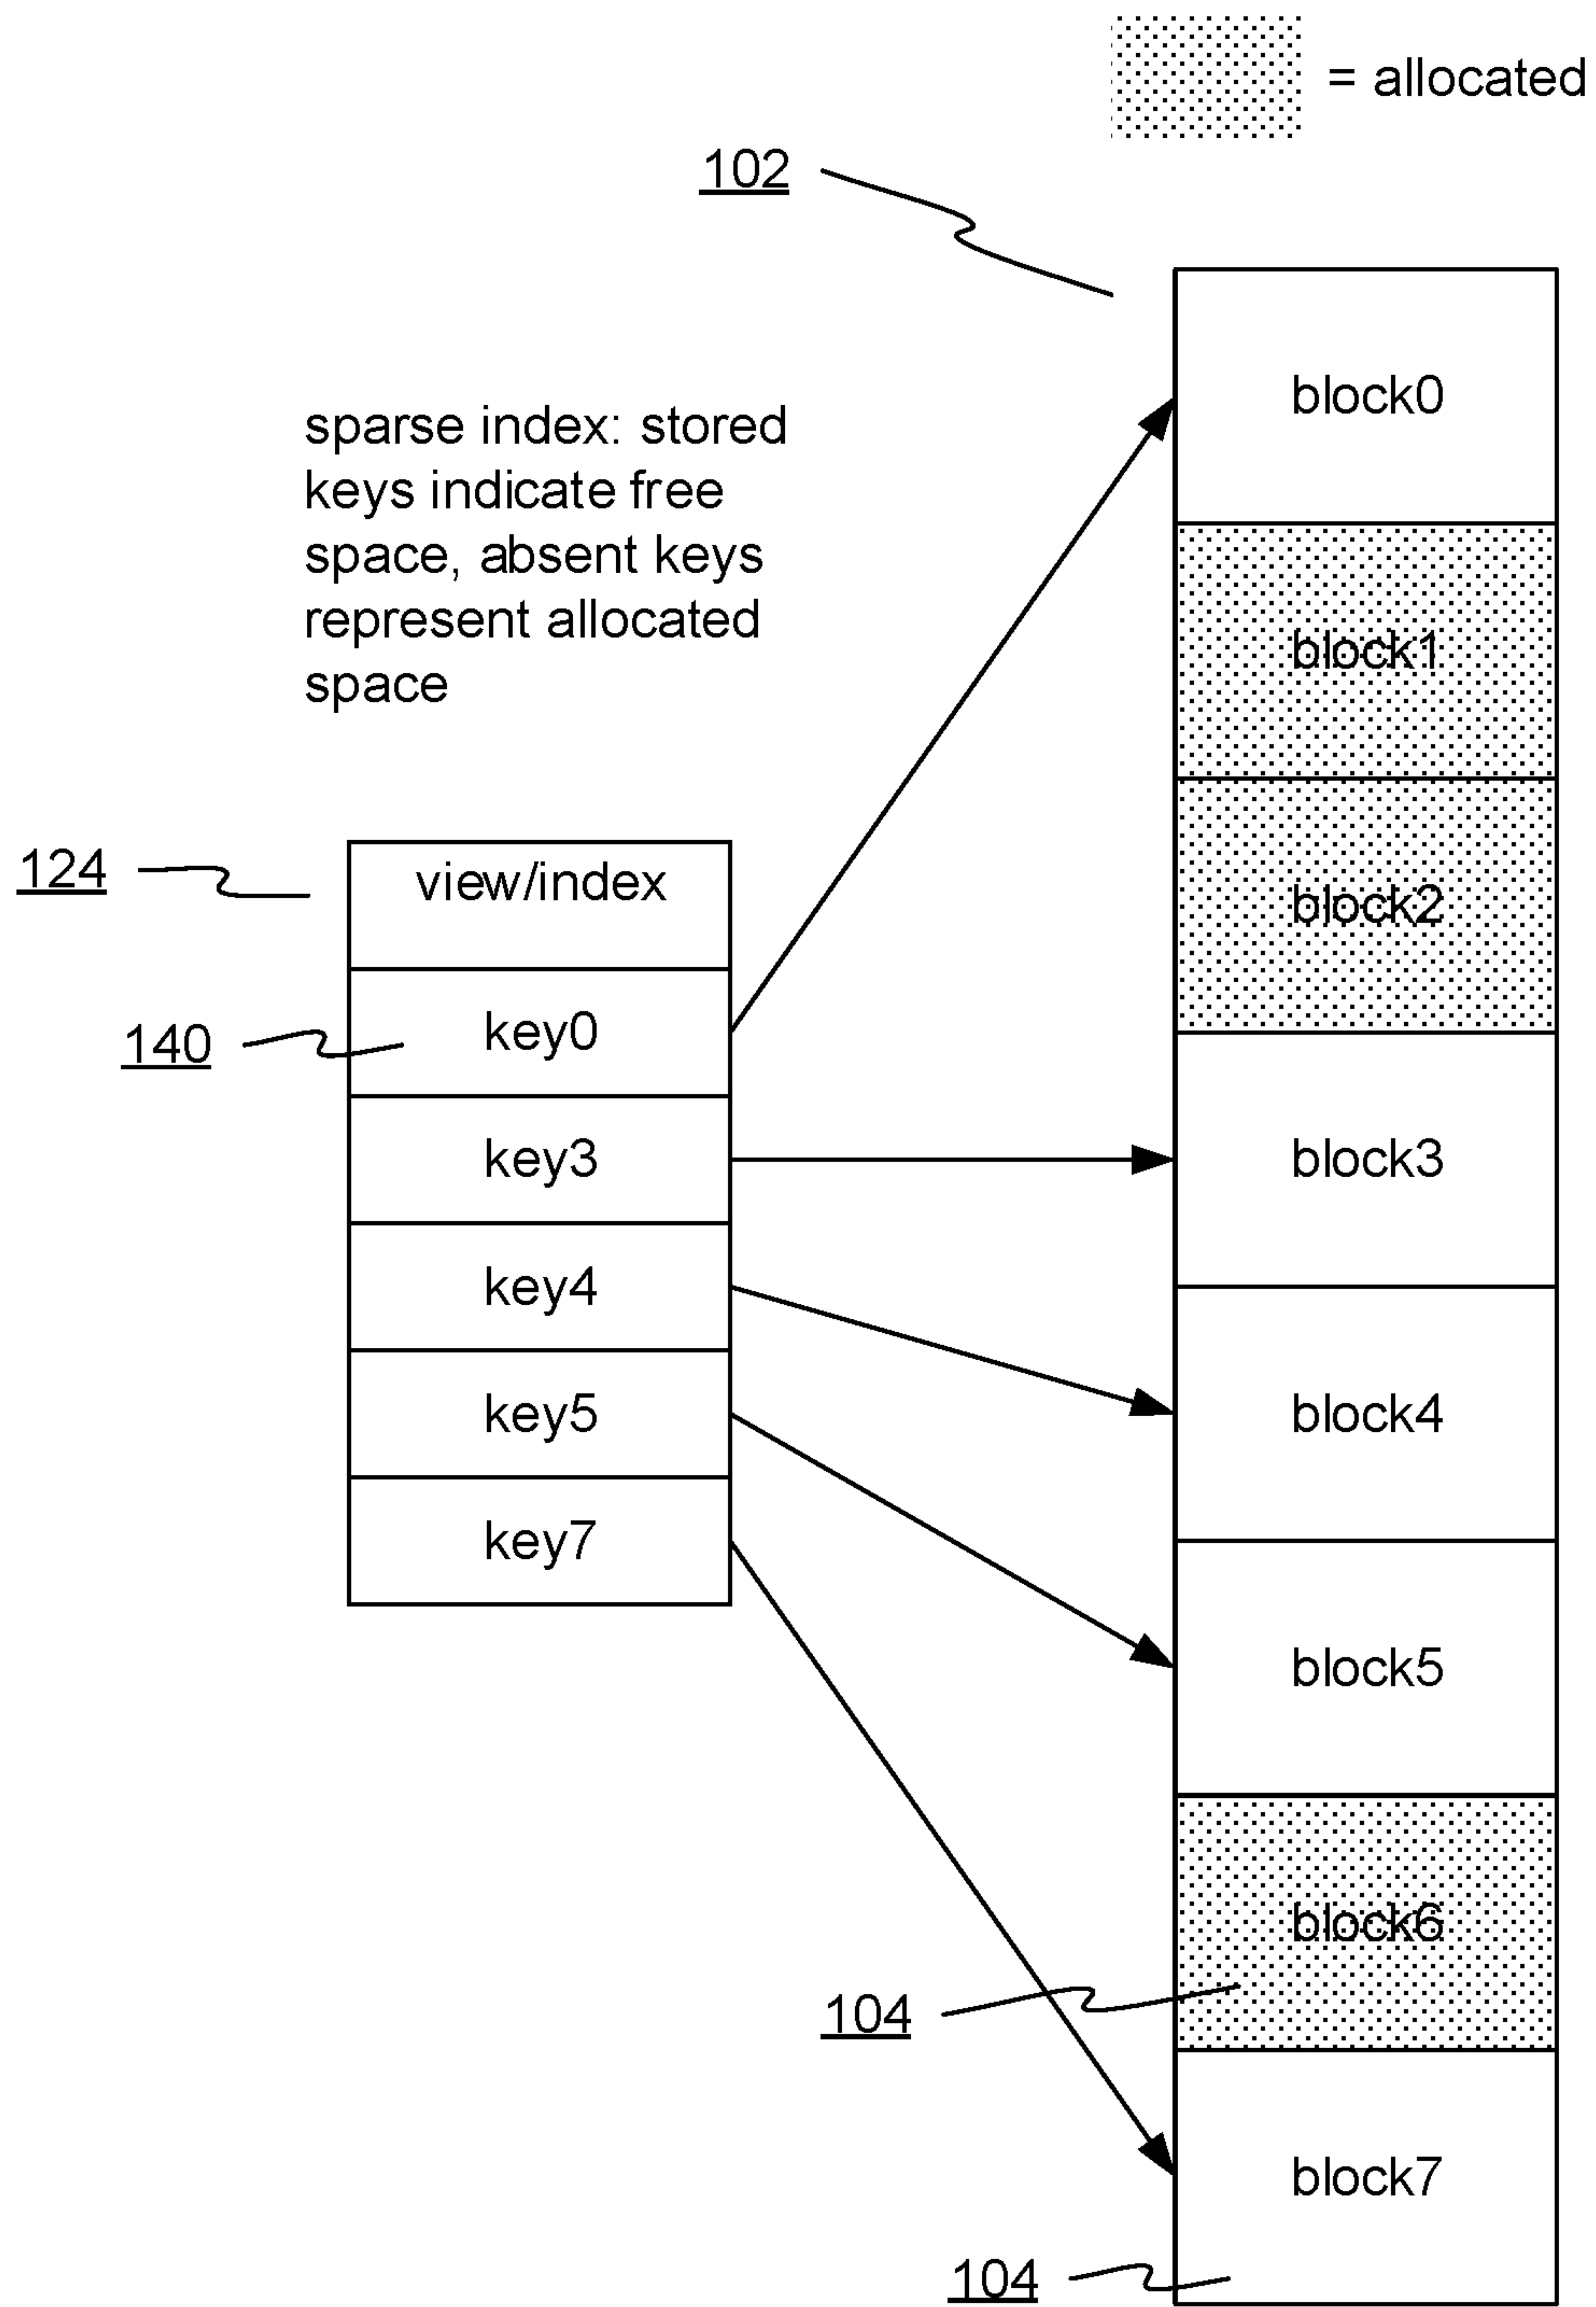 = allocated
102
block0
sparse index: stored
keys indicate free
space, absent keys
represent allocated
space
block1
124
view/index
block2
140
key0
key3
block3
key4
block4
key5
key7
block5
block6
104
block7
104